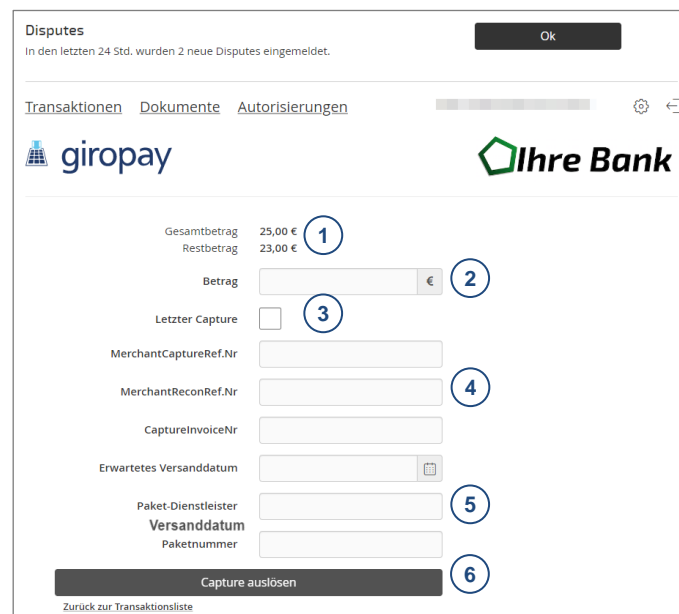 Disputes
In den letzten 24 Std. wurden 2 neue Disputes eingemeldet.
Ok
Transaktionen Dokumente Autorisierungen
giropay
Ihre Bank
Gesamtbetrag 25,00 €
1
Restbetrag 23,00 €
Betrag € 2
Letzter Capture 3
MerchantCaptureRef.Nr
MerchantReconRef.Nr 4
CaptureInvoiceNr
Erwartetes Versanddatum
Paket-Dienstleister 5
Versanddatum
Paketnummer
Capture auslösen 6
Zurück zur Transaktionsliste